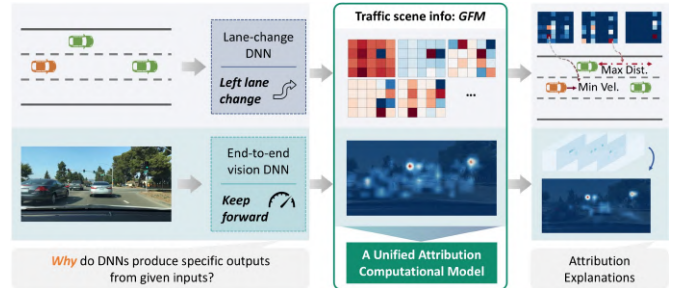 Lane-change
DNN
Left lane
change
Traffic scene info: GFM
...
Max Dist.
Min Vel.
End-to-end
vision DNN
Keep
forward
Why do DNNs produce specific outputs
from given inputs?
A Unified Attribution
Computational Model
Attribution
Explanations